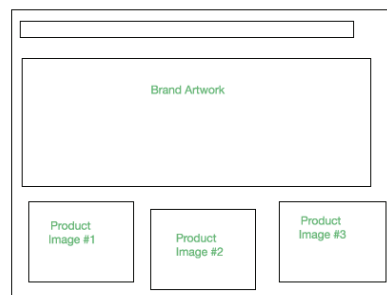 Brand Artwork
Product
Image #1
Product
Image #2
Product
Image #3